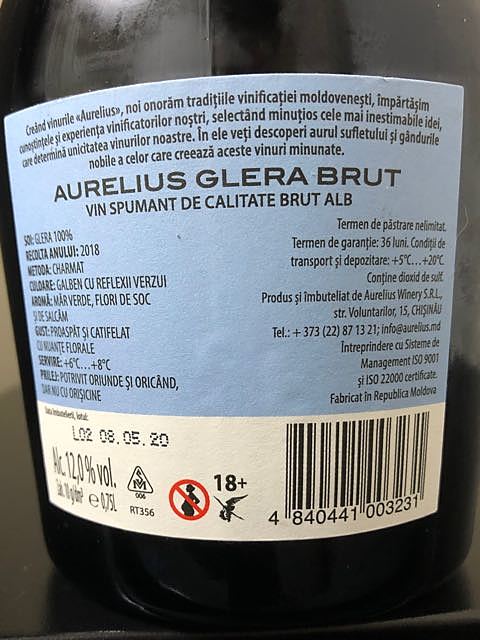 Creând vinurile «Aurelius», noi onorăm tradițiile vinificației moldovenești, împărtășim
cunoștințele și experiența vinificatorilor noștri, selectând minuțios cele mai inestimabile idei,
care determină unicitatea vinurilor noastre. În ele veți descoperi aurul sufletului și gândurile
nobile a celor care creează aceste vinuri minunate.
AURELIUS GLERA BRUT
VIN SPUMANT DE CALITATE BRUT ALB
SOI: GLERA 100%
RECOLTA ANULUI: 2018
METODA: CHARMAT
CULOARE: GALBEN CU REFLEXII VERZUI
AROMĂ: MĂR VERDE, FLORI DE SOC
ȘI DE SALCÂM
GUST: PROASPĂT ȘI CATIFELAT
CU NUANȚE FLORALE
SERVIRE: +6°C...+8°C
PRILEJ: POTRIVIT ORIUNDE ȘI ORICÂND,
DAR NU CU ORIȘICINE
Termen de păstrare nelimitat.
Termen de garanție: 36 luni. Condiții de
transport și depozitare: +5°C...+20°C
Conține dioxid de sulf.
Produs și îmbuteliat de Aurelius Winery S.R.L.,
str. Voluntarilor, 15, CHIȘINĂU
Tel.: + 373 (22) 87 13 21; info@aurelius.md
Întreprindere cu Sisteme de
Management ISO 9001
și ISO 22000 certificate.
Fabricat în Republica Moldova
Data îmbutelierii, lotul:
L02 08.05.20
Alc. 12,0 % vol.
Zah. 10 g/dm³ e 0,75L
M
006
RT356
18+
4 840441 003231